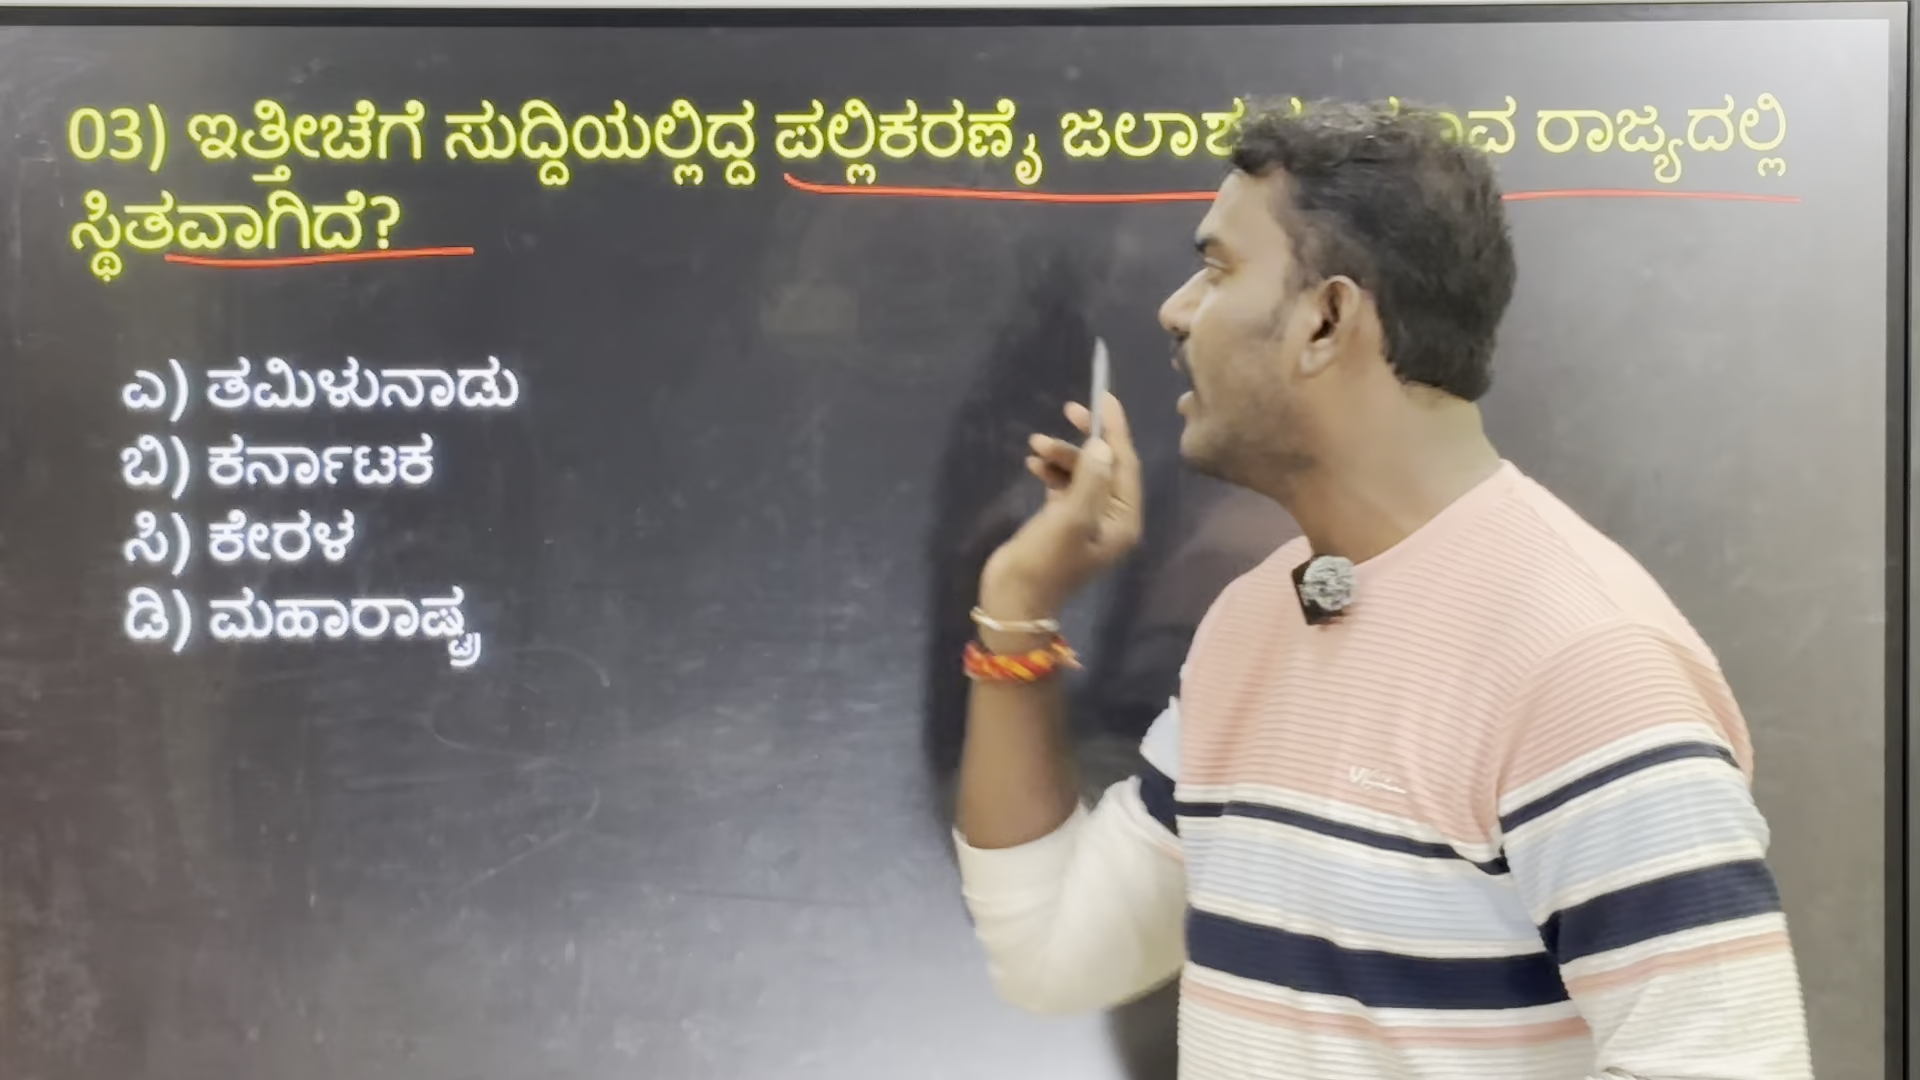 03) ಇತ್ತೀಚೆಗೆ ಸುದ್ದಿಯಲ್ಲಿದ್ದ ಪಲ್ಲಿಕರಣೈ ರಾಜ್ಯದಲ್ಲಿ
ಸ್ಥಿತವಾಗಿದೆ?
ಎ) ತಮಿಳುನಾಡು
ಬಿ) ಕರ್ನಾಟಕ
ಸಿ) ಕೇರಳ
ಡಿ) ಮಹಾರಾಷ್ಟ್ರ